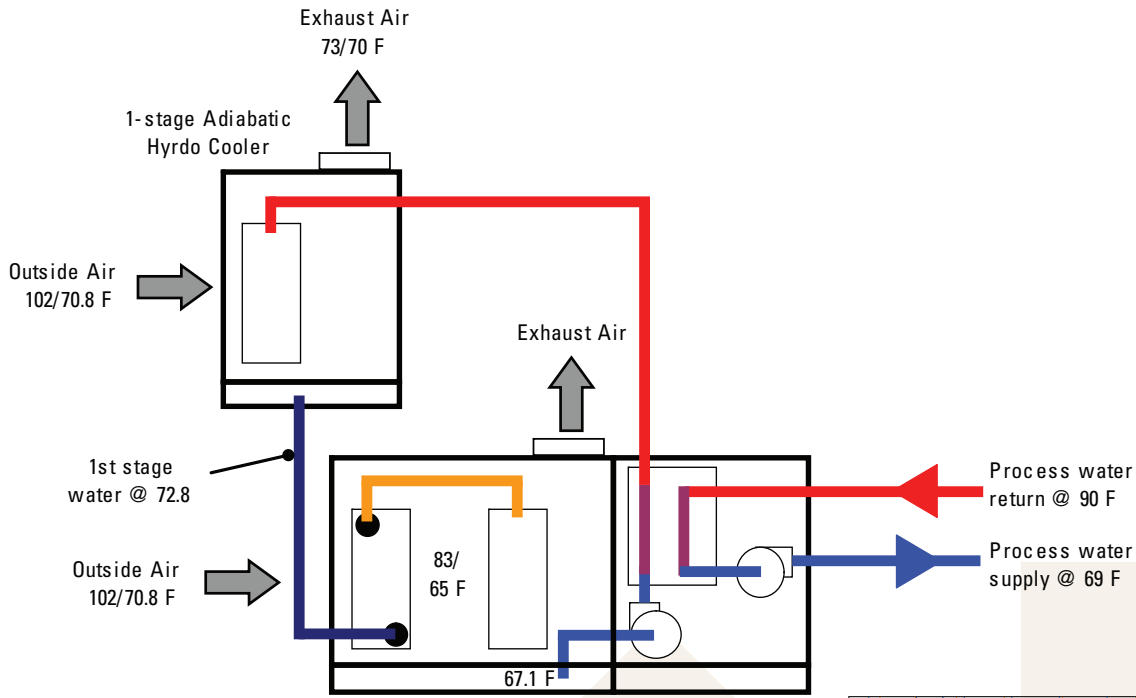 Exhaust Air
73/70 F
1-stage Adiabatic
Hyrdo Cooler
Outside Air
102/70.8 F
Exhaust Air
1st stage
water @ 72.8
Process water
return @ 90 F
Process water
supply @ 69 F
Outside Air
102/70.8 F
83/
65 F
67.1 F